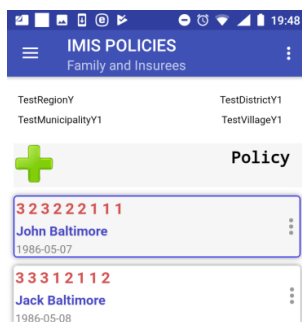 19:48
IMIS POLICIES
Family and Insurees
TestRegionY TestDistrictY1
TestMunicipalityY1 TestVillageY1
Policy
323222111
John Baltimore
1986-05-07
33312112
Jack Baltimore
1986-05-08